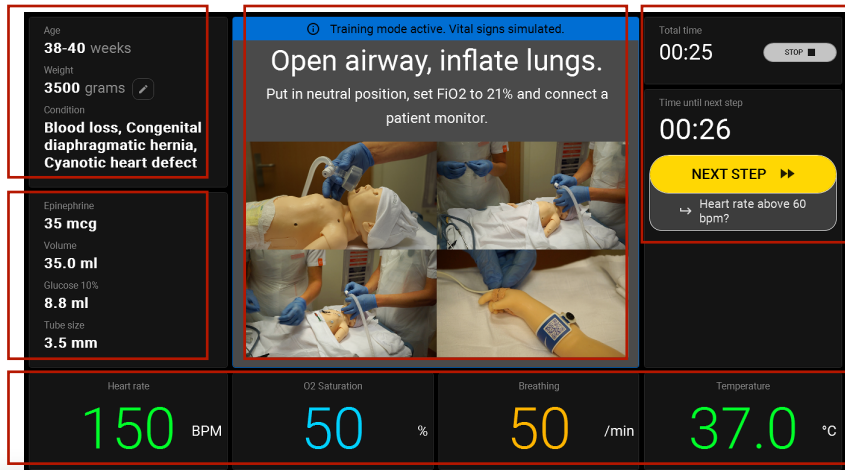 Age
38-40 weeks
Weight
3500 grams
Condition
Blood loss, Congenital
diaphragmatic hernia,
Cyanotic heart defect
Epinephrine
35 mcg
Volume
35.0 ml
Glucose 10%
8.8 ml
Tube size
3.5 mm
Training mode active. Vital signs simulated.
Open airway, inflate lungs.
Put in neutral position, set FiO2 to 21% and connect a
patient monitor.
Total time
00:25
STOP
Time until next step
00:26
NEXT STEP
Heart rate above 60
bpm?
Heart rate
150 BPM
O2 Saturation
50 %
Breathing
50 /min
Temperature
37.0 °C